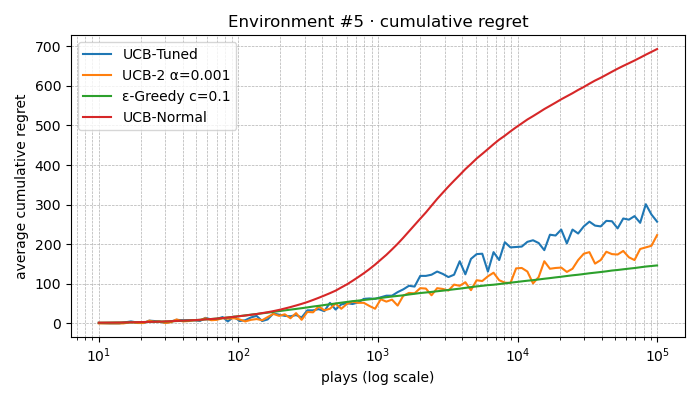 Environment #5 · cumulative regret
average cumulative regret
700
600
500
400
300
200
100
0
UCB-Tuned
UCB-2 α=0.001
ε-Greedy c=0.1
UCB-Normal
10¹
10²
10³
10⁴
10⁵
plays (log scale)